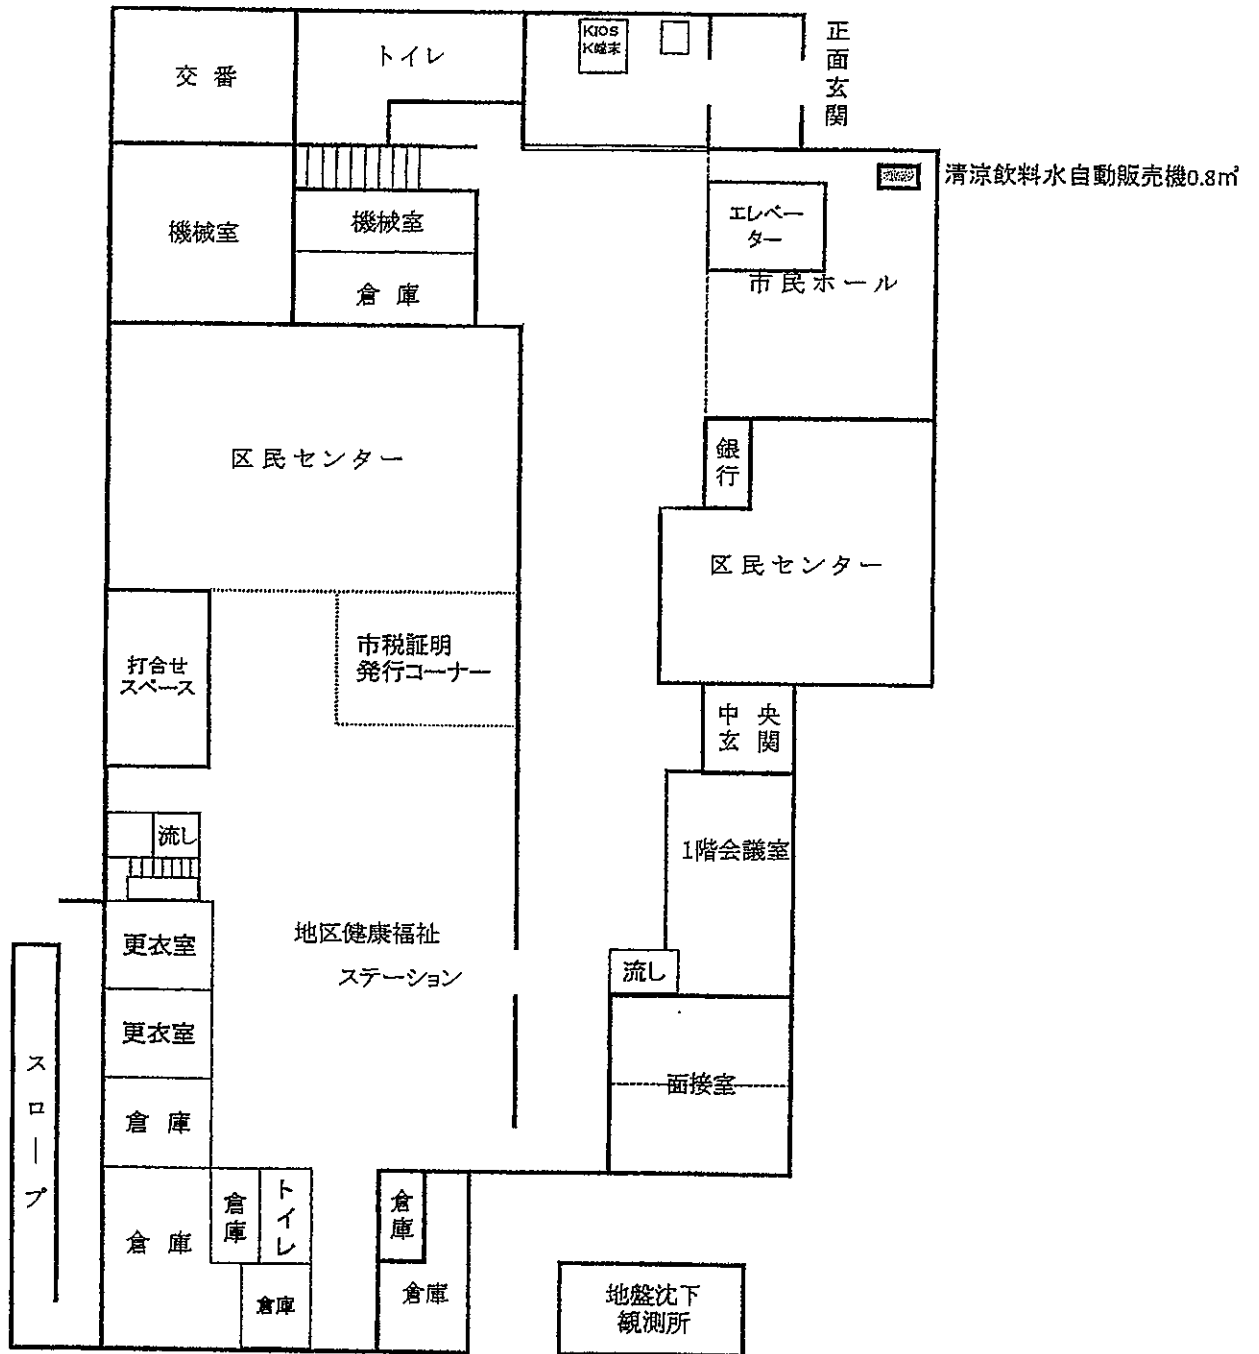 交番
トイレ
KIOS
K端末
正面玄関
清涼飲料水自動販売機0.8㎡
機械室
機械室
倉庫
エレベー
ター
市民ホール
区民センター
銀行
区民センター
打合せ
スペース
市税証明
発行コーナー
中央
玄関
流し
1階会議室
更衣室
地区健康福祉
ステーション
流し
更衣室
スロープ
面接室
倉庫
倉庫
倉庫
トイレ
倉庫
倉庫
倉庫
地盤沈下
観測所